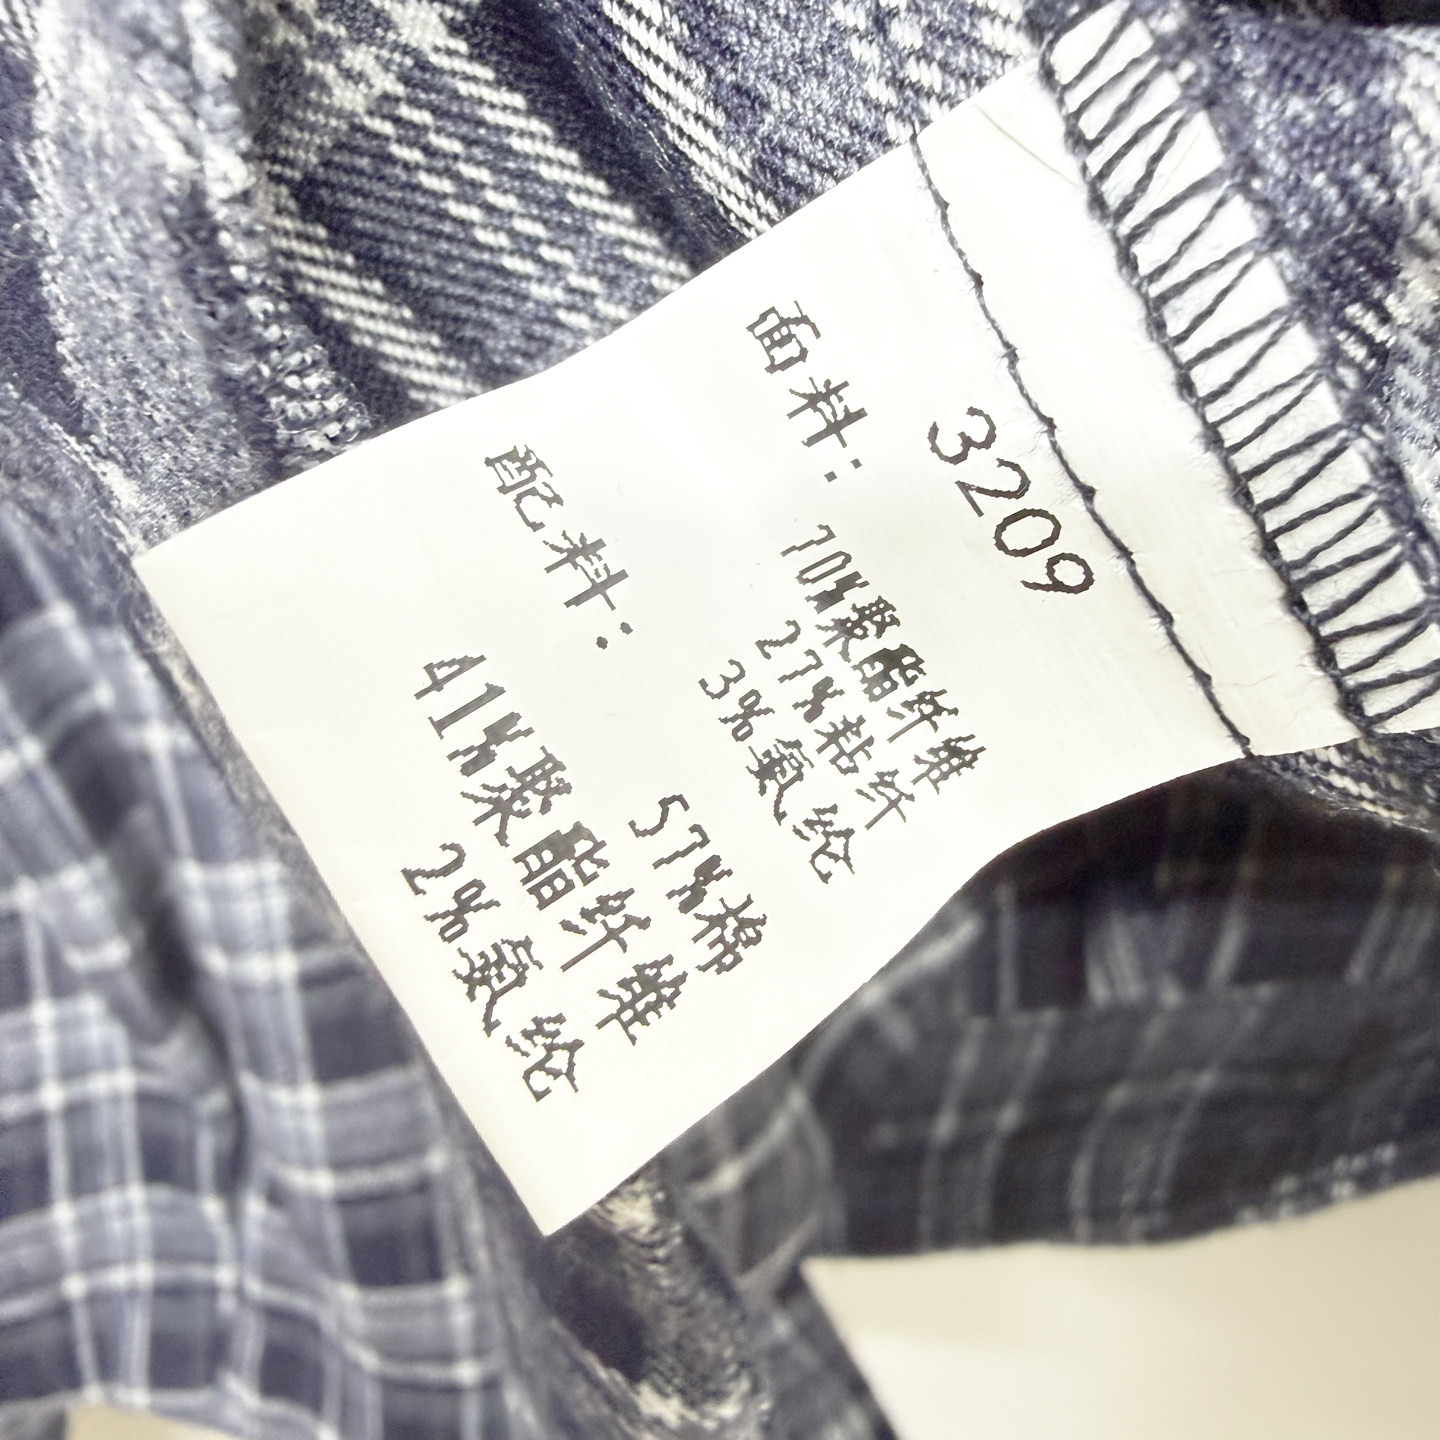 3209
面料：
70%聚酯纤维
27%粘纤
3%氨纶
配料：
57%棉
41%聚酯纤维
2%氨纶